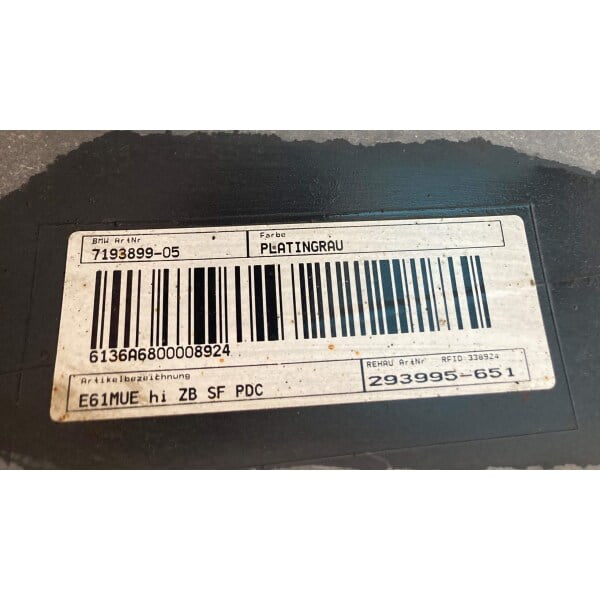 BMW ArtNr Farbe
7193899-05 PLATINGRAU
6136A6800008924
Artikelbezeichnung REHAU ArtNr RFID 338924
E61MUE hi ZB SF PDC 293995-651